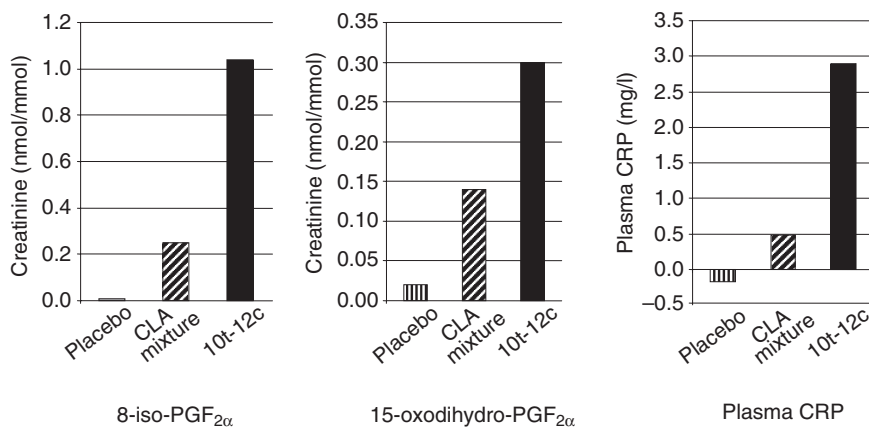 Creatinine (nmol/mmol)
1.2
1.0
0.8
0.6
0.4
0.2
0.0
Placebo
CLA
mixture
10t-12c
8-iso-PGF2α
Creatinine (nmol/mmol)
0.35
0.30
0.25
0.20
0.15
0.10
0.05
0.00
Placebo
CLA
mixture
10t-12c
15-oxodihydro-PGF2α
Plasma CRP (mg/l)
3.5
3.0
2.5
2.0
1.5
1.0
0.5
0.0
–0.5
Placebo
CLA
mixture
10t-12c
Plasma CRP